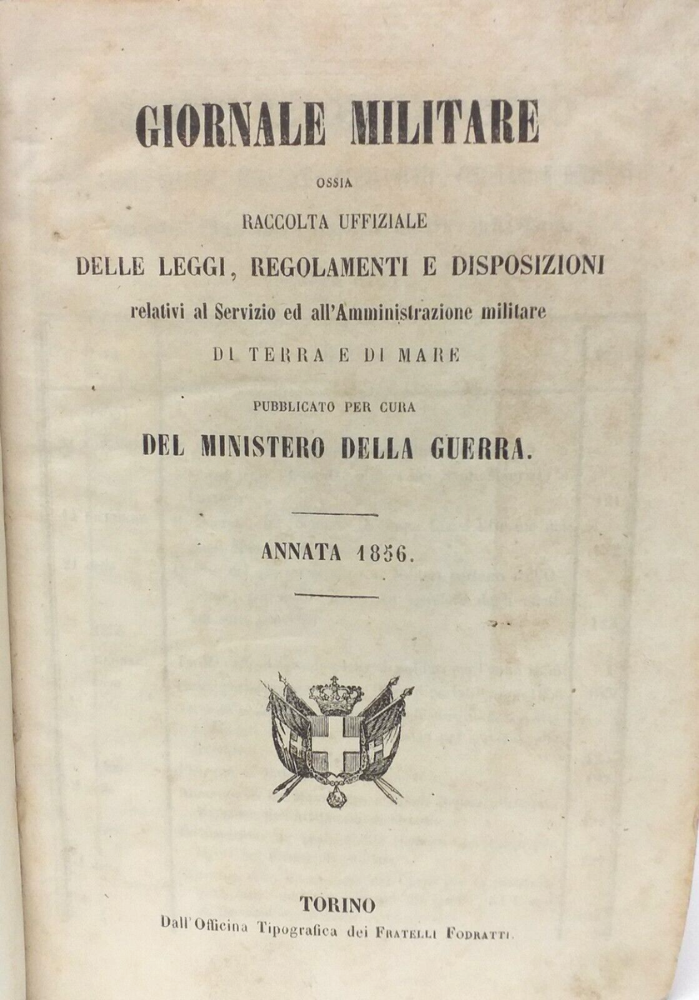 GIORNALE MILITARE
OSSIA
RACCOLTA UFFIZIALE
DELLE LEGGI, REGOLAMENTI E DISPOSIZIONI
relativi al Servizio ed all'Amministrazione militare
DI TERRA E DI MARE
PUBBLICATO PER CURA
DEL MINISTERO DELLA GUERRA.
ANNATA 1856.
TORINO
Dall'Officina Tipografica dei FRATELLI FODRATTI.